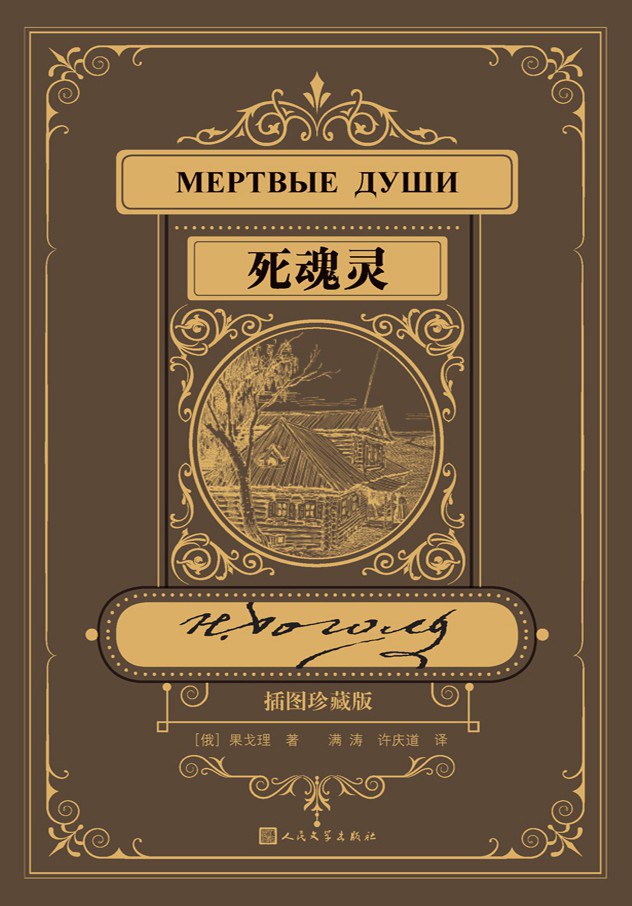 МЕРТВЫЕ ДУШИ
死魂灵
Н. Гоголь
插图珍藏版
[俄] 果戈理 著 满 涛 许庆道 译
人民文学出版社